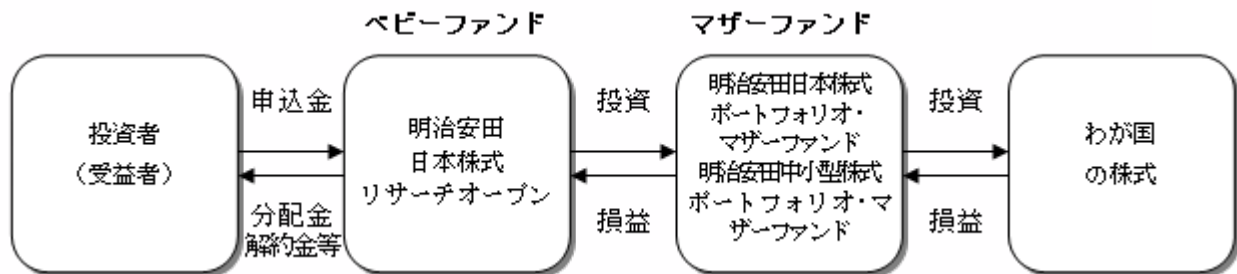 ベビーファンド
マザーファンド
投資者
(受益者)
申込金
分配金
解約金等
明治安田
日本株式
リサーチオープン
投資
損益
明治安田日本株式
ポートフォリオ・
マザーファンド
明治安田中小型株式
ポートフォリオ・マ
ザーファンド
投資
損益
わが国
の株式